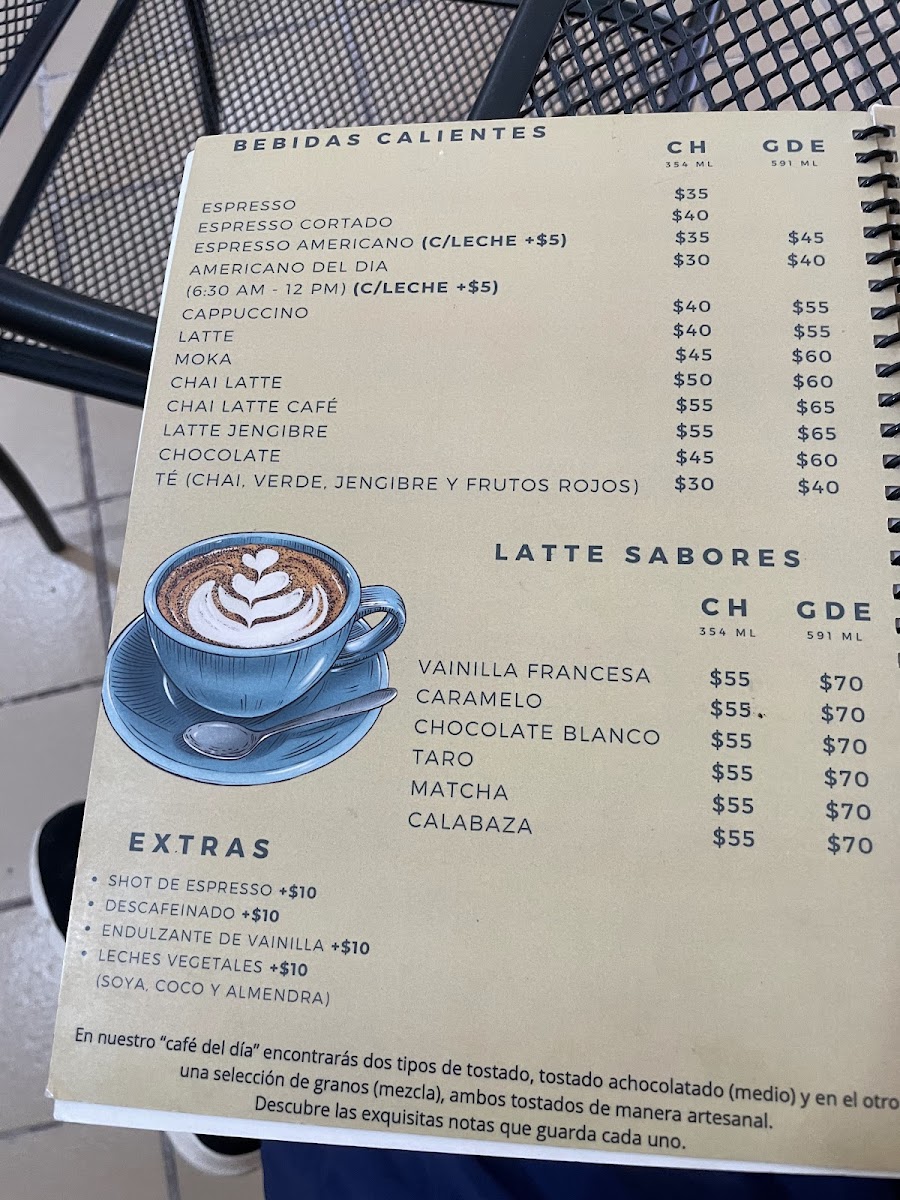 BEBIDAS CALIENTES
CH GDE
354 ML 591 ML
ESPRESSO $35
ESPRESSO CORTADO $40
ESPRESSO AMERICANO (C/LECHE +$5) $35 $45
AMERICANO DEL DIA $30 $40
(6:30 AM - 12 PM) (C/LECHE +$5)
CAPPUCCINO $40 $55
LATTE $40 $55
MOKA $45 $60
CHAI LATTE $50 $60
CHAI LATTE CAFÉ $55 $65
LATTE JENGIBRE $55 $65
CHOCOLATE $45 $60
TÉ (CHAI, VERDE, JENGIBRE Y FRUTOS ROJOS) $30 $40
LATTE SABORES
CH GDE
354 ML 591 ML
VAINILLA FRANCESA $55 $70
CARAMELO $55 $70
CHOCOLATE BLANCO $55 $70
TARO $55 $70
MATCHA $55 $70
CALABAZA $55 $70
EXTRAS
• SHOT DE ESPRESSO +$10
• DESCAFEINADO +$10
• ENDULZANTE DE VAINILLA +$10
• LECHES VEGETALES +$10
(SOYA, COCO Y ALMENDRA)
En nuestro “café del día” encontrarás dos tipos de tostado, tostado achocolatado (medio) y en el otro
una selección de granos (mezcla), ambos tostados de manera artesanal.
Descubre las exquisitas notas que guarda cada uno.